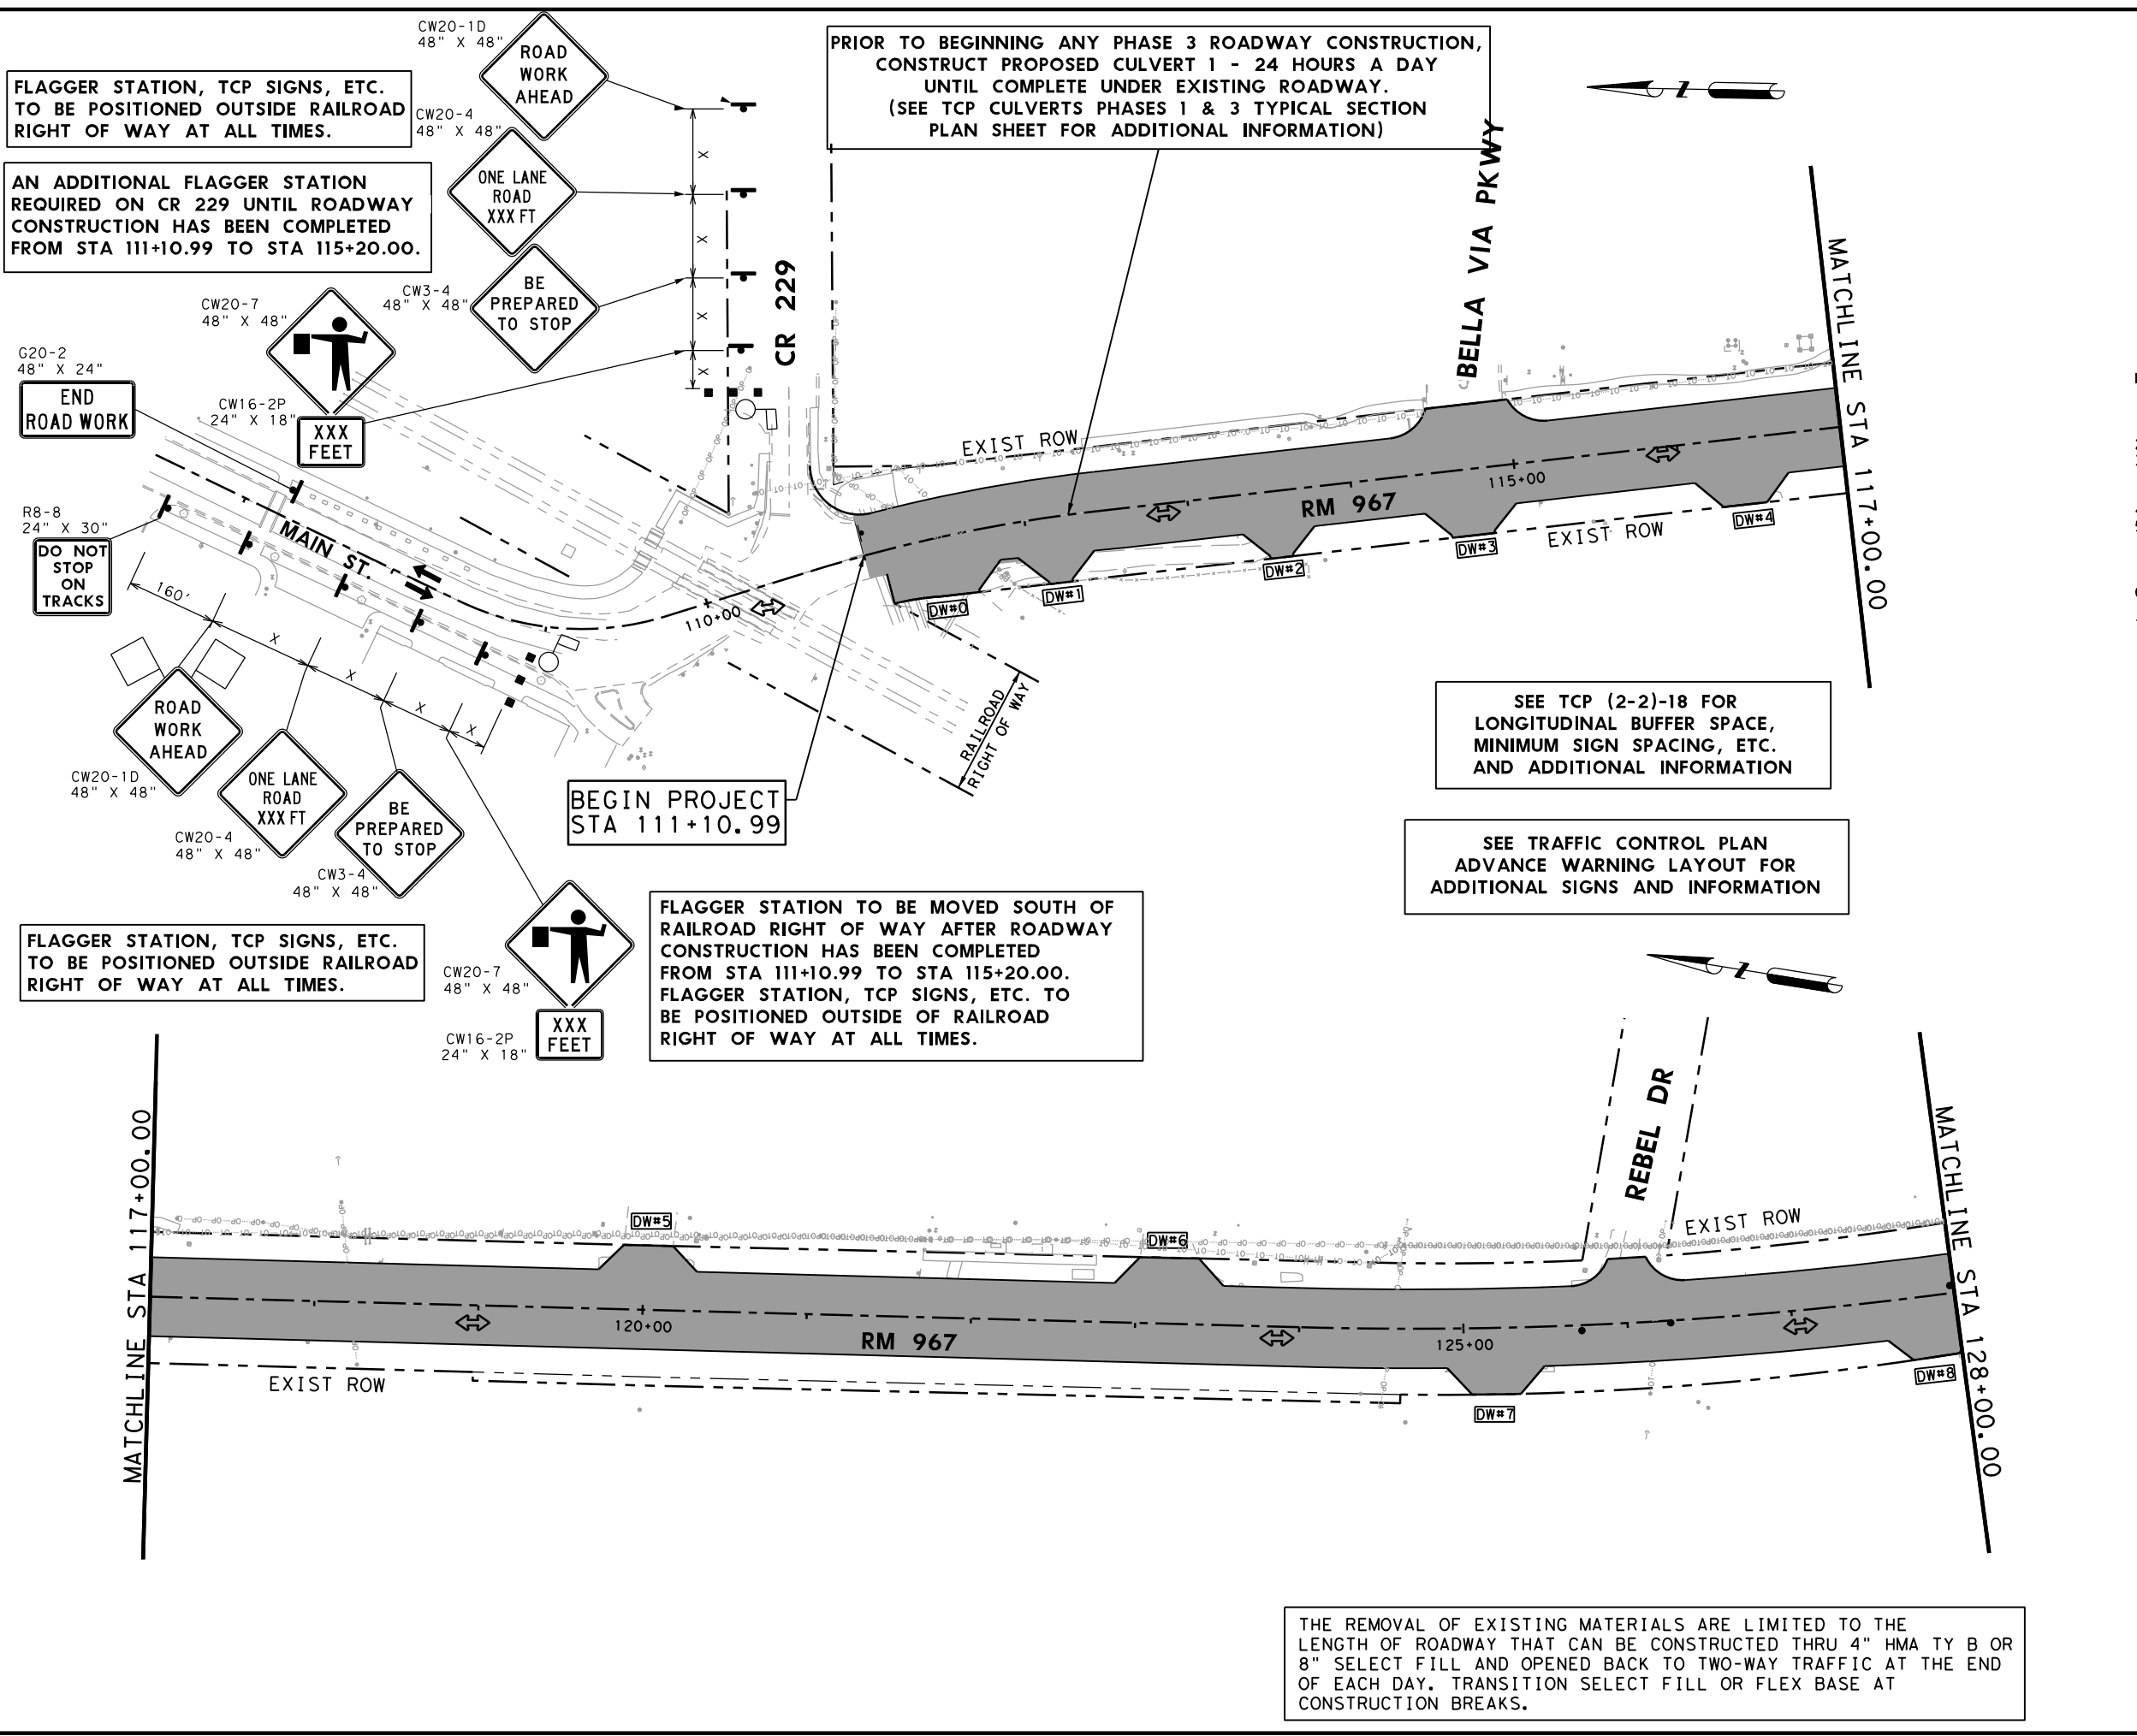 CW20-1D
48" X 48"
ROAD
WORK
AHEAD
FLAGGER STATION, TCP SIGNS, ETC.
TO BE POSITIONED OUTSIDE RAILROAD
RIGHT OF WAY AT ALL TIMES.
CW20-4
48" X 48"
ONE LANE
ROAD
XXX FT
PRIOR TO BEGINNING ANY PHASE 3 ROADWAY CONSTRUCTION,
CONSTRUCT PROPOSED CULVERT 1 - 24 HOURS A DAY
UNTIL COMPLETE UNDER EXISTING ROADWAY.
(SEE TCP CULVERTS PHASES 1 & 3 TYPICAL SECTION
PLAN SHEET FOR ADDITIONAL INFORMATION)
Z
AN ADDITIONAL FLAGGER STATION
REQUIRED ON CR 229 UNTIL ROADWAY
CONSTRUCTION HAS BEEN COMPLETED
FROM STA 111+10.99 TO STA 115+20.00.
CW3-4
48" X 48"
BE
PREPARED
TO STOP
X
X
X
X
CR 229
BELLA VIA PKWY
MATCHLINE STA 117+00.00
CW20-7
48" X 48"
CW16-2P
24" X 18"
XXX
FEET
G20-2
48" X 24"
END
ROAD WORK
R8-8
24" X 30"
DO NOT
STOP
ON
TRACKS
MAIN ST.
160'
X
X
X
X
EXIST ROW
110+00
RM 967
115+00
EXIST ROW
DW#0
DW#1
DW#2
DW#3
DW#4
RAILROAD
RIGHT OF WAY
BEGIN PROJECT
STA 111+10.99
ROAD
WORK
AHEAD
CW20-1D
48" X 48"
ONE LANE
ROAD
XXX FT
CW20-4
48" X 48"
BE
PREPARED
TO STOP
CW3-4
48" X 48"
SEE TCP (2-2)-18 FOR
LONGITUDINAL BUFFER SPACE,
MINIMUM SIGN SPACING, ETC.
AND ADDITIONAL INFORMATION
SEE TRAFFIC CONTROL PLAN
ADVANCE WARNING LAYOUT FOR
ADDITIONAL SIGNS AND INFORMATION
FLAGGER STATION, TCP SIGNS, ETC.
TO BE POSITIONED OUTSIDE RAILROAD
RIGHT OF WAY AT ALL TIMES.
CW20-7
48" X 48"
CW16-2P
24" X 18"
XXX
FEET
FLAGGER STATION TO BE MOVED SOUTH OF
RAILROAD RIGHT OF WAY AFTER ROADWAY
CONSTRUCTION HAS BEEN COMPLETED
FROM STA 111+10.99 TO STA 115+20.00.
FLAGGER STATION, TCP SIGNS, ETC. TO
BE POSITIONED OUTSIDE OF RAILROAD
RIGHT OF WAY AT ALL TIMES.
Z
MATCHLINE STA 117+00.00
REBEL DR
MATCHLINE STA 128+00.00
DW#5
DW#6
EXIST ROW
120+00
RM 967
125+00
EXIST ROW
DW#7
DW#8
THE REMOVAL OF EXISTING MATERIALS ARE LIMITED TO THE
LENGTH OF ROADWAY THAT CAN BE CONSTRUCTED THRU 4" HMA TY B OR
8" SELECT FILL AND OPENED BACK TO TWO-WAY TRAFFIC AT THE END
OF EACH DAY. TRANSITION SELECT FILL OR FLEX BASE AT
CONSTRUCTION BREAKS.